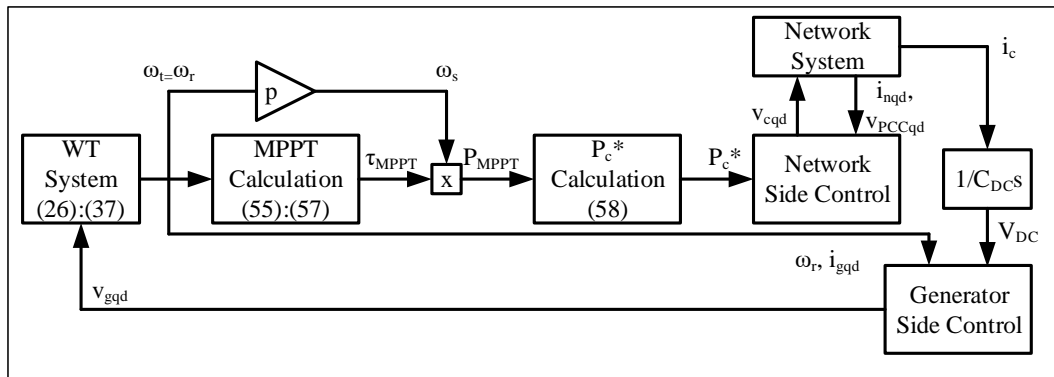 ωt=ωr
p
ωs
WT
System
(26):(37)
MPPT
Calculation
(55):(57)
τMPPT
x
PMPPT
Pc*
Calculation
(58)
Pc*
Network
System
ic
vcqd
inqd,
vPCCqd
Network
Side Control
1/CDCs
VDC
ωr, igqd
vgqd
Generator
Side Control